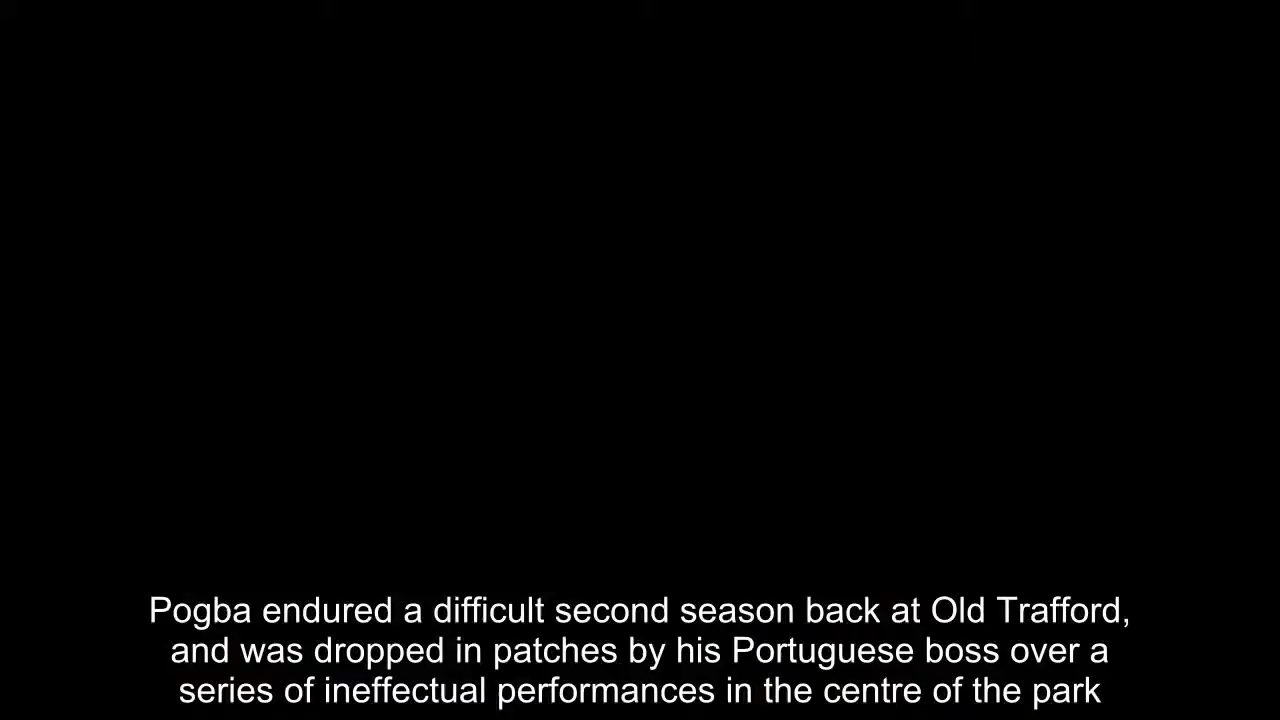 Pogba endured a difficult second season back at Old Trafford,
and was dropped in patches by his Portuguese boss over a
series of ineffectual performances in the centre of the park